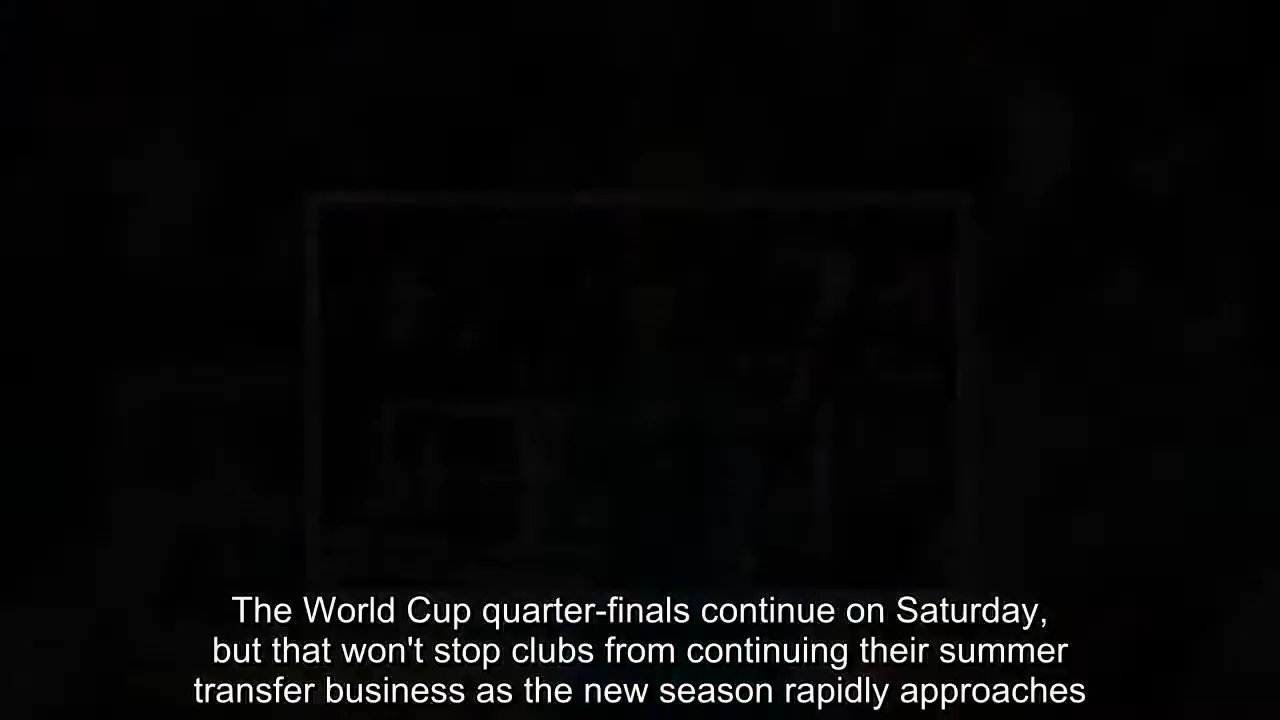 The World Cup quarter-finals continue on Saturday,
but that won't stop clubs from continuing their summer
transfer business as the new season rapidly approaches